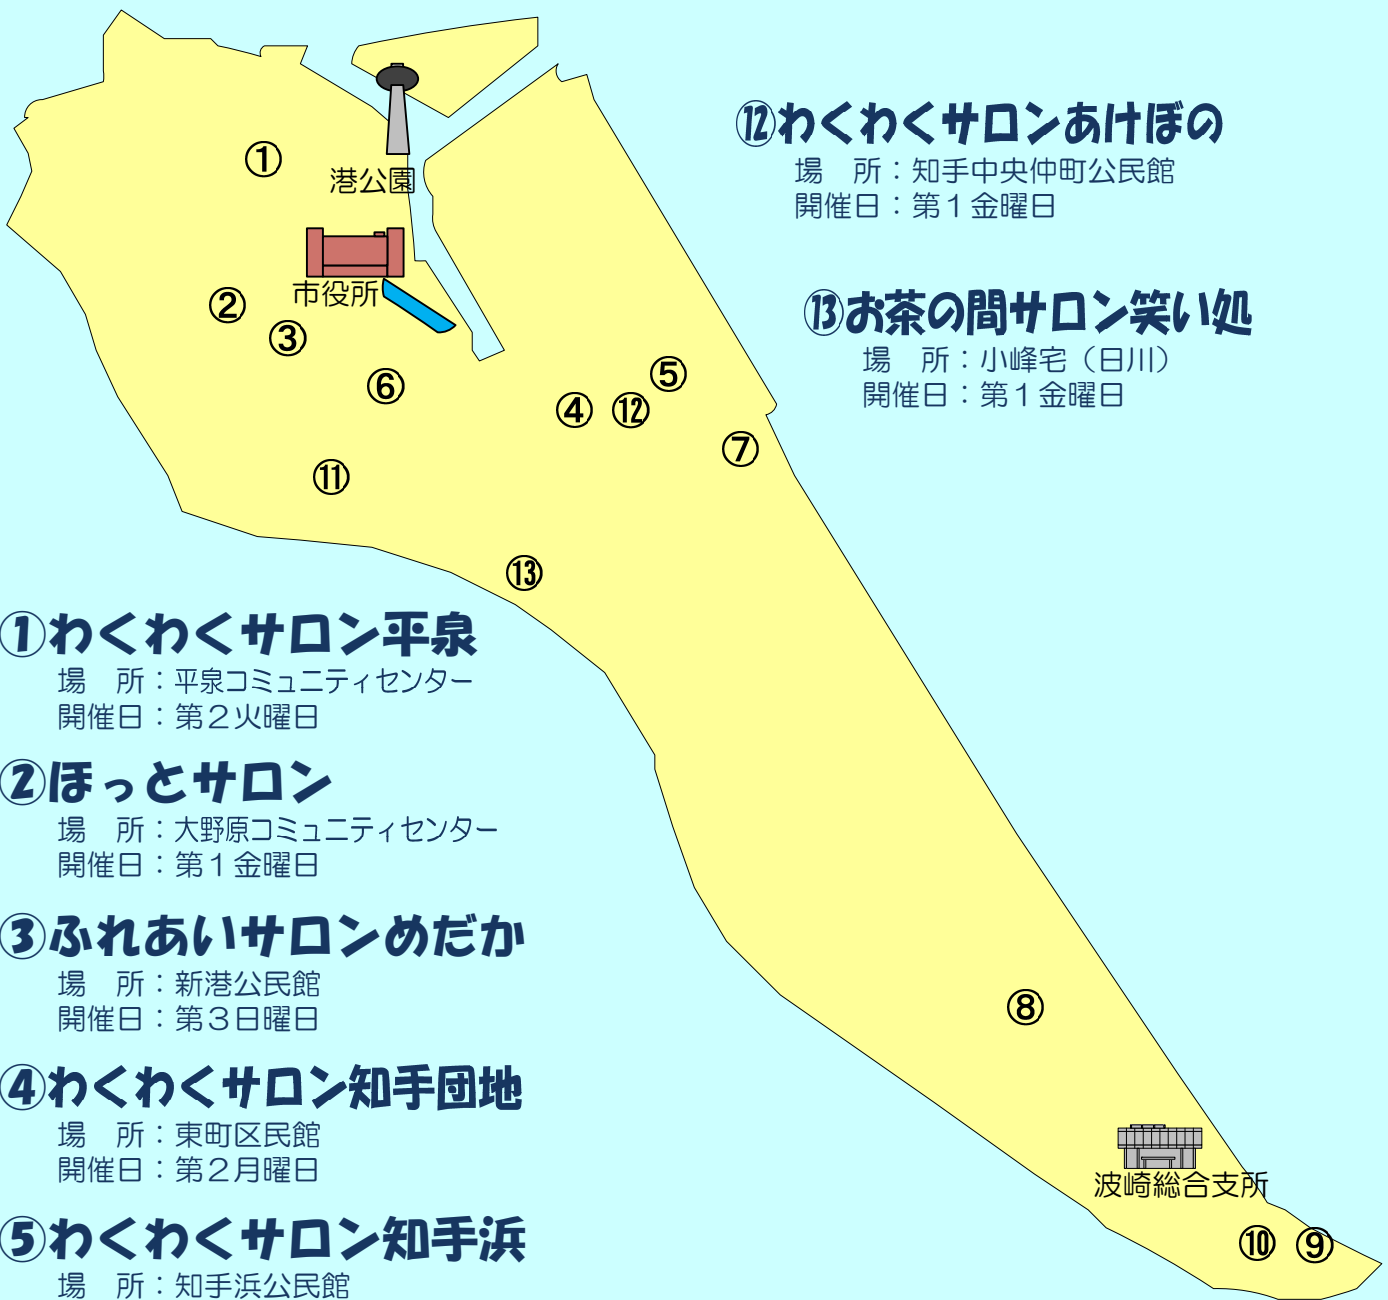 ①
港公園
市役所
②
③
⑥
④
⑫
⑤
⑦
⑪
⑬
⑧
波崎総合支所
⑩
⑨
⑫わくわくサロンあけぼの
場　所：知手中央仲町公民館
開催日：第１金曜日
⑬お茶の間サロン笑い処
場　所：小峰宅（日川）
開催日：第１金曜日
①わくわくサロン平泉
場　所：平泉コミュニティセンター
開催日：第２火曜日
②ほっとサロン
場　所：大野原コミュニティセンター
開催日：第１金曜日
③ふれあいサロンめだか
場　所：新港公民館
開催日：第３日曜日
④わくわくサロン知手団地
場　所：東町区民館
開催日：第２月曜日
⑤わくわくサロン知手浜
場　所：知手浜公民館